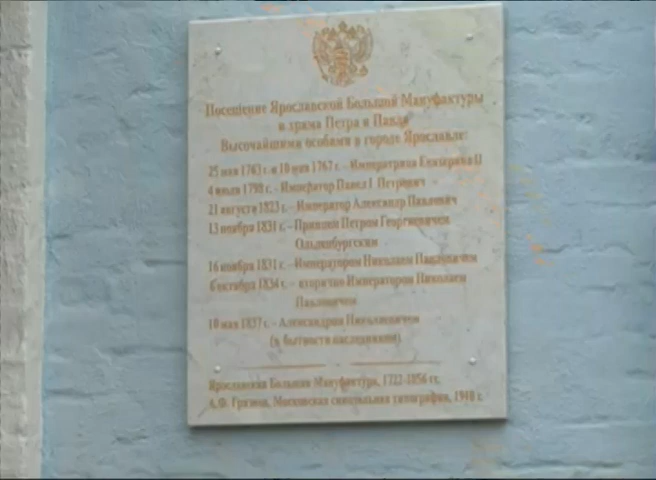 Посещение Ярославской Большой Мануфактуры
и храма Петра и Павла
Высочайшими особами в городе Ярославле:
25 мая 1763 г. и 10 мая 1767 г. - Императрица Екатерина II
4 июля 1798 г. - Император Павел I Петрович
21 августа 1823 г. - Император Александр Павлович
13 ноября 1831 г. - Принцем Петром Георгиевичем
Ольденбургским
16 ноября 1831 г. - Императором Николаем Павловичем
6 октября 1834 г. - вторично Императором Николаем
Павловичем
10 мая 1837 г. - Александром Николаевичем
(в бытности наследником)
Ярославская Большая Мануфактура, 1722-1856 гг.
А.Ф. Грязнов, Московская синодальная типография, 1910 г.